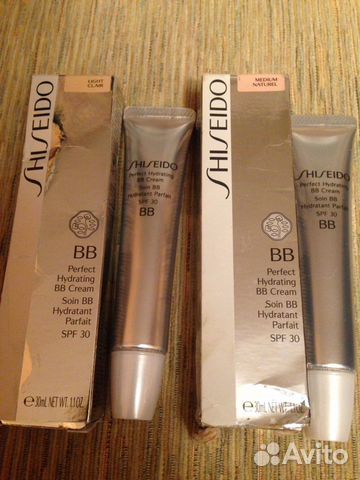 LIGHT
CLAIR
SHISEIDO
BB
Perfect
Hydrating
BB Cream
Soin BB
Hydratant
Parfait
SPF 30
℮30mL NET WT. 1.1 OZ.
SHISEIDO
Perfect Hydrating
BB Cream
Soin BB
Hydratant Parfait
SPF 30
BB
MEDIUM
NATUREL
SHISEIDO
BB
Perfect
Hydrating
BB Cream
Soin BB
Hydratant
Parfait
SPF 30
℮30mL NET WT. 1.1 OZ.
SHISEIDO
Perfect Hydrating
BB Cream
Soin BB
Hydratant Parfait
SPF 30
BB
Avito